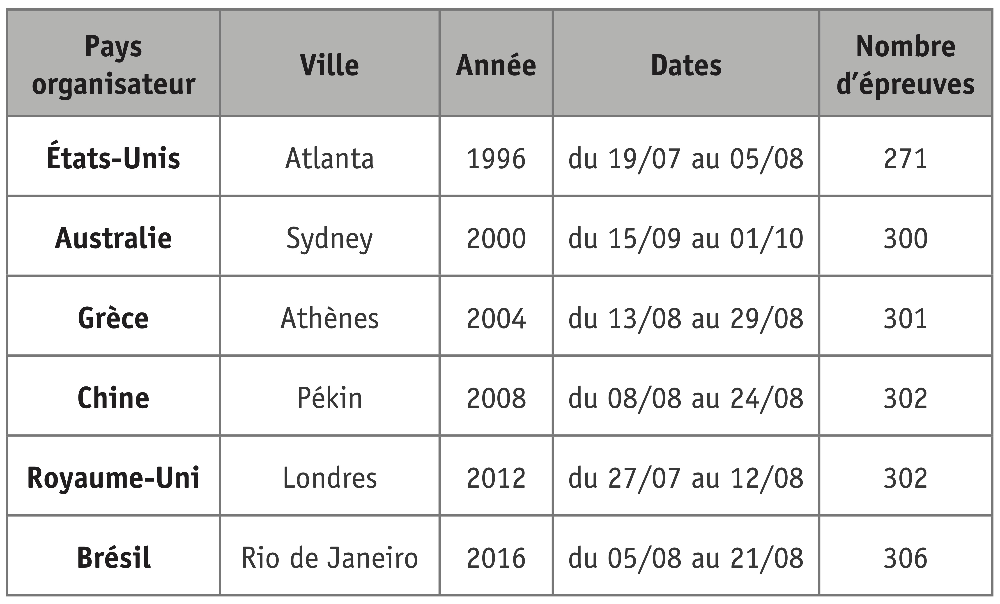 Pays organisateur Ville Année Dates Nombre d'épreuves
États-Unis Atlanta 1996 du 19/07 au 05/08 271
Australie Sydney 2000 du 15/09 au 01/10 300
Grèce Athènes 2004 du 13/08 au 29/08 301
Chine Pékin 2008 du 08/08 au 24/08 302
Royaume-Uni Londres 2012 du 27/07 au 12/08 302
Brésil Rio de Janeiro 2016 du 05/08 au 21/08 306